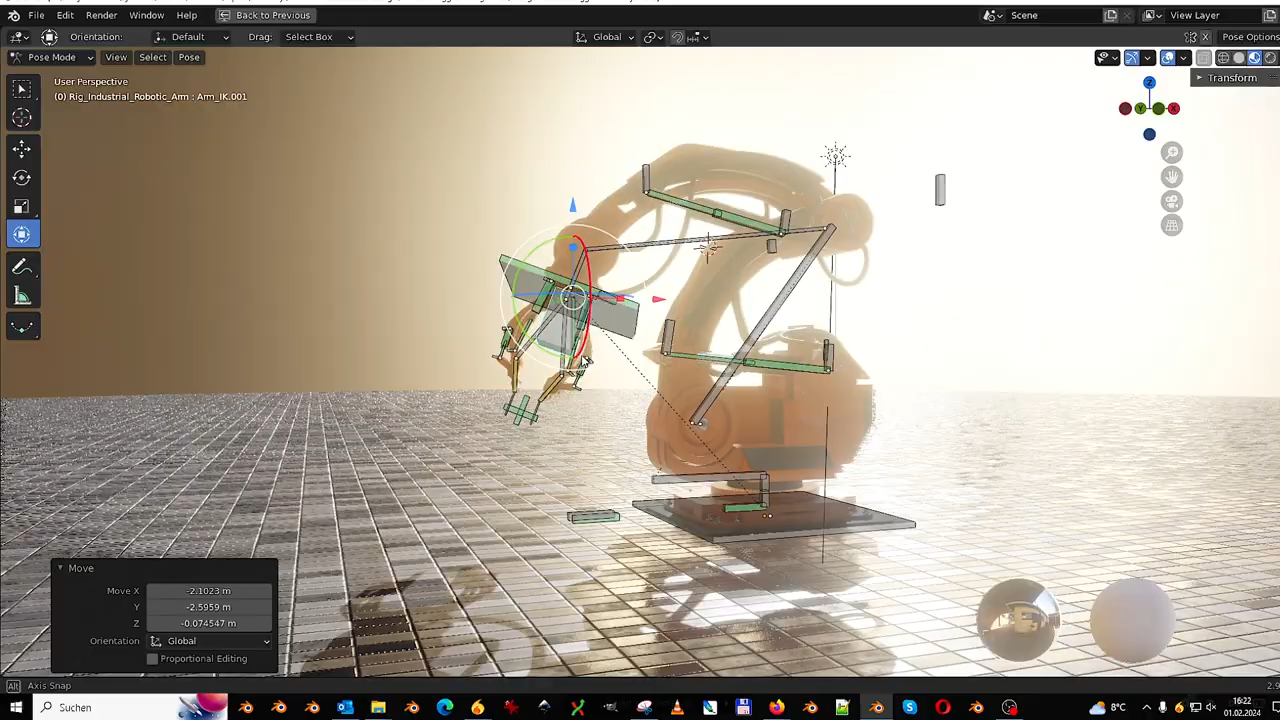 File Edit Render Window Help Back to Previous Scene View Layer
Orientation: Default Drag: Select Box Global Pose Options
Pose Mode View Select Pose
User Perspective
(0) Rig_Industrial_Robotic_Arm : Arm_IK.001
Transform
Z
Y
X
Move
Move X -2.1023 m
Y -2.5959 m
Z -0.074547 m
Orientation Global
Proportional Editing
Alt Axis Snap
2.9
Suchen
8°C
16:22
01.02.2024